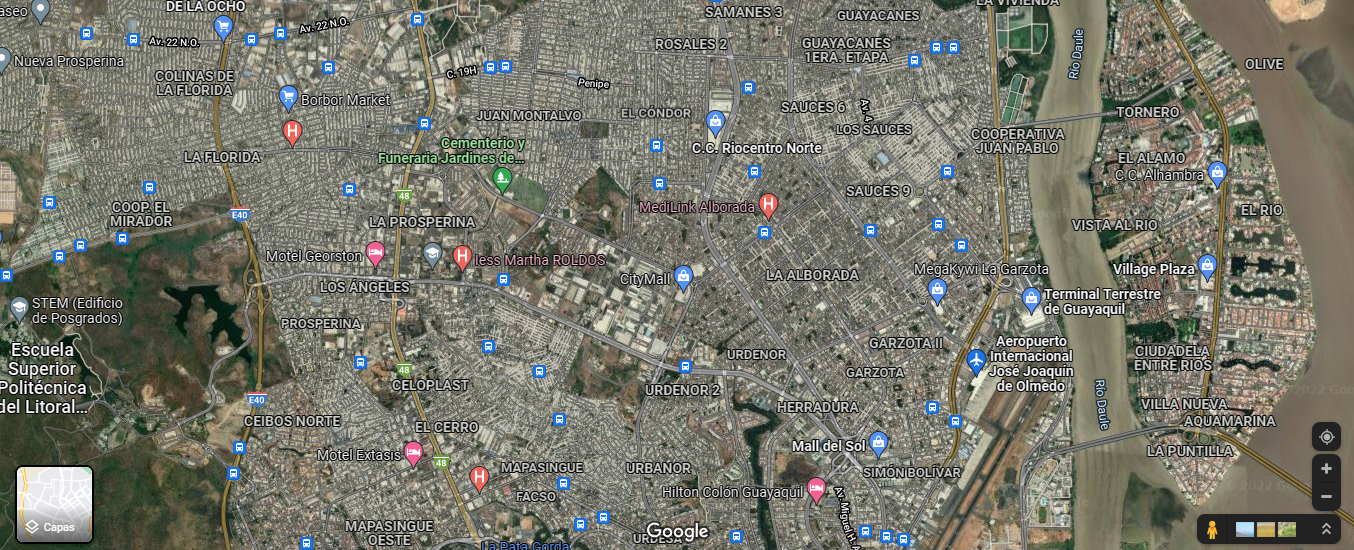 DE LA OCHO
SAMANES 3
GUAYACANES
LA VIVIENDA
aseo
Av. 22 N.O.
Av. 22 N.O.
ROSALES 2
GUAYACANES
1ERA. ETAPA
Río Daule
Nueva Prosperina
OLIVE
COLINAS DE
LA FLORIDA
C. 19H
Penipe
Borbor Market
SAUCES 6
Av. 4
JUAN MONTALVO
EL CÓNDOR
TORNERO
LOS SAUCES
COOPERATIVA
JUAN PABLO
C.C. Riocentro Norte
Cementerio y
Funeraria Jardines de...
LA FLORIDA
EL ALAMO
C.C. Alhambra
48
SAUCES 9
MediLink Alborada
COOP. EL
MIRADOR
E40
LA PROSPERINA
EL RIO
VISTA AL RIO
Motel Georston
Iess Martha ROLDOS
CityMall
LA ALBORADA
MegaKywi La Garzota
Village Plaza
LOS ANGELES
STEM (Edificio
de Posgrados)
Terminal Terrestre
de Guayaquil
PROSPERINA
Escuela
Superior
Politécnica
del Litoral...
URDENOR
GARZOTA II
Aeropuerto
Internacional
José Joaquín
de Olmedo
CIUDADELA
ENTRE RÍOS
48
CELOPLAST
URDENOR 2
GARZOTA
E40
HERRADURA
Río Daule
VILLA NUEVA
AQUAMARINA
CEIBOS NORTE
EL CERRO
Mall del Sol
LA PUNTILLA
Motel Extasis
48
MAPASINGUE
URBANOR
SIMÓN BOLÍVAR
FACSO
Hilton Colón Guayaquil
Av. Miguel H. A
MAPASINGUE
OESTE
Capas
Google
URDESA
La Pata Gorda